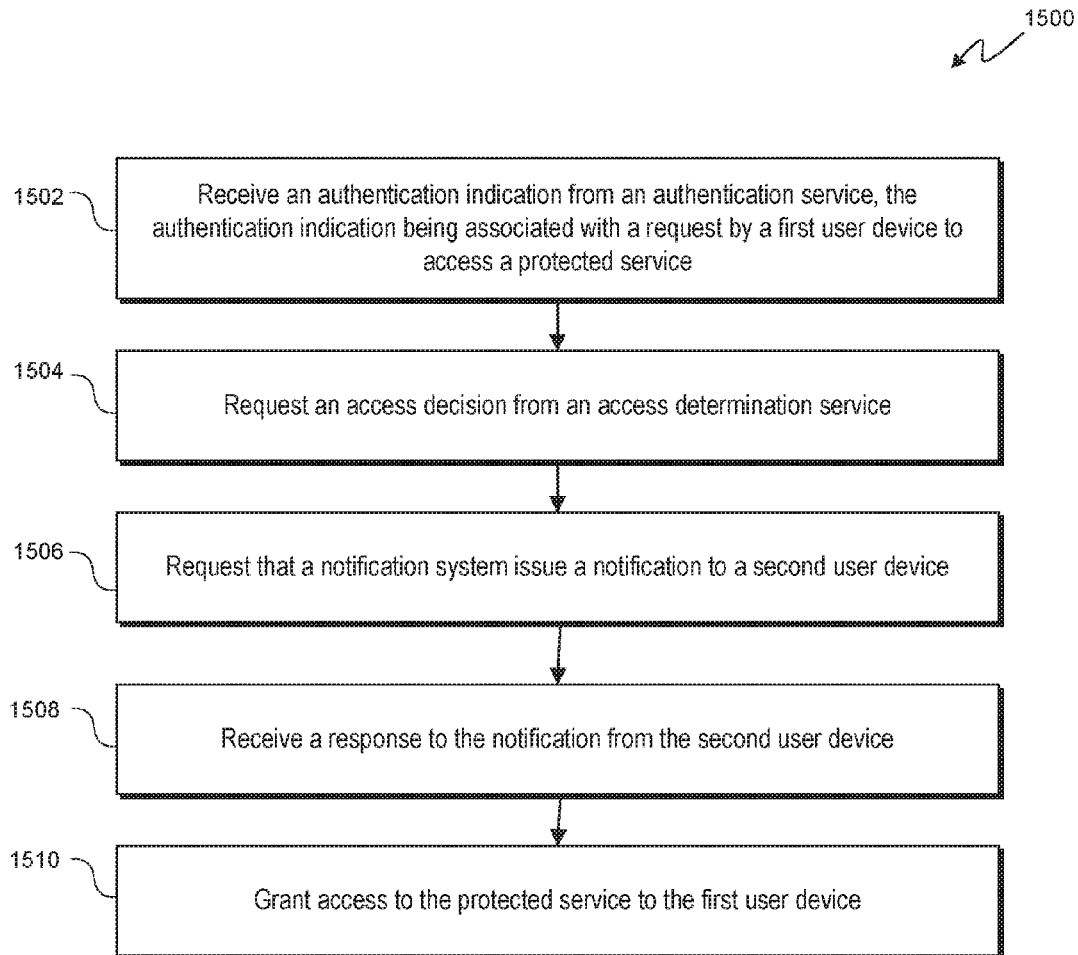 1500
1502
Receive an authentication indication from an authentication service, the
authentication indication being associated with a request by a first user device to
access a protected service
1504
Request an access decision from an access determination service
1506
Request that a notification system issue a notification to a second user device
1508
Receive a response to the notification from the second user device
1510
Grant access to the protected service to the first user device